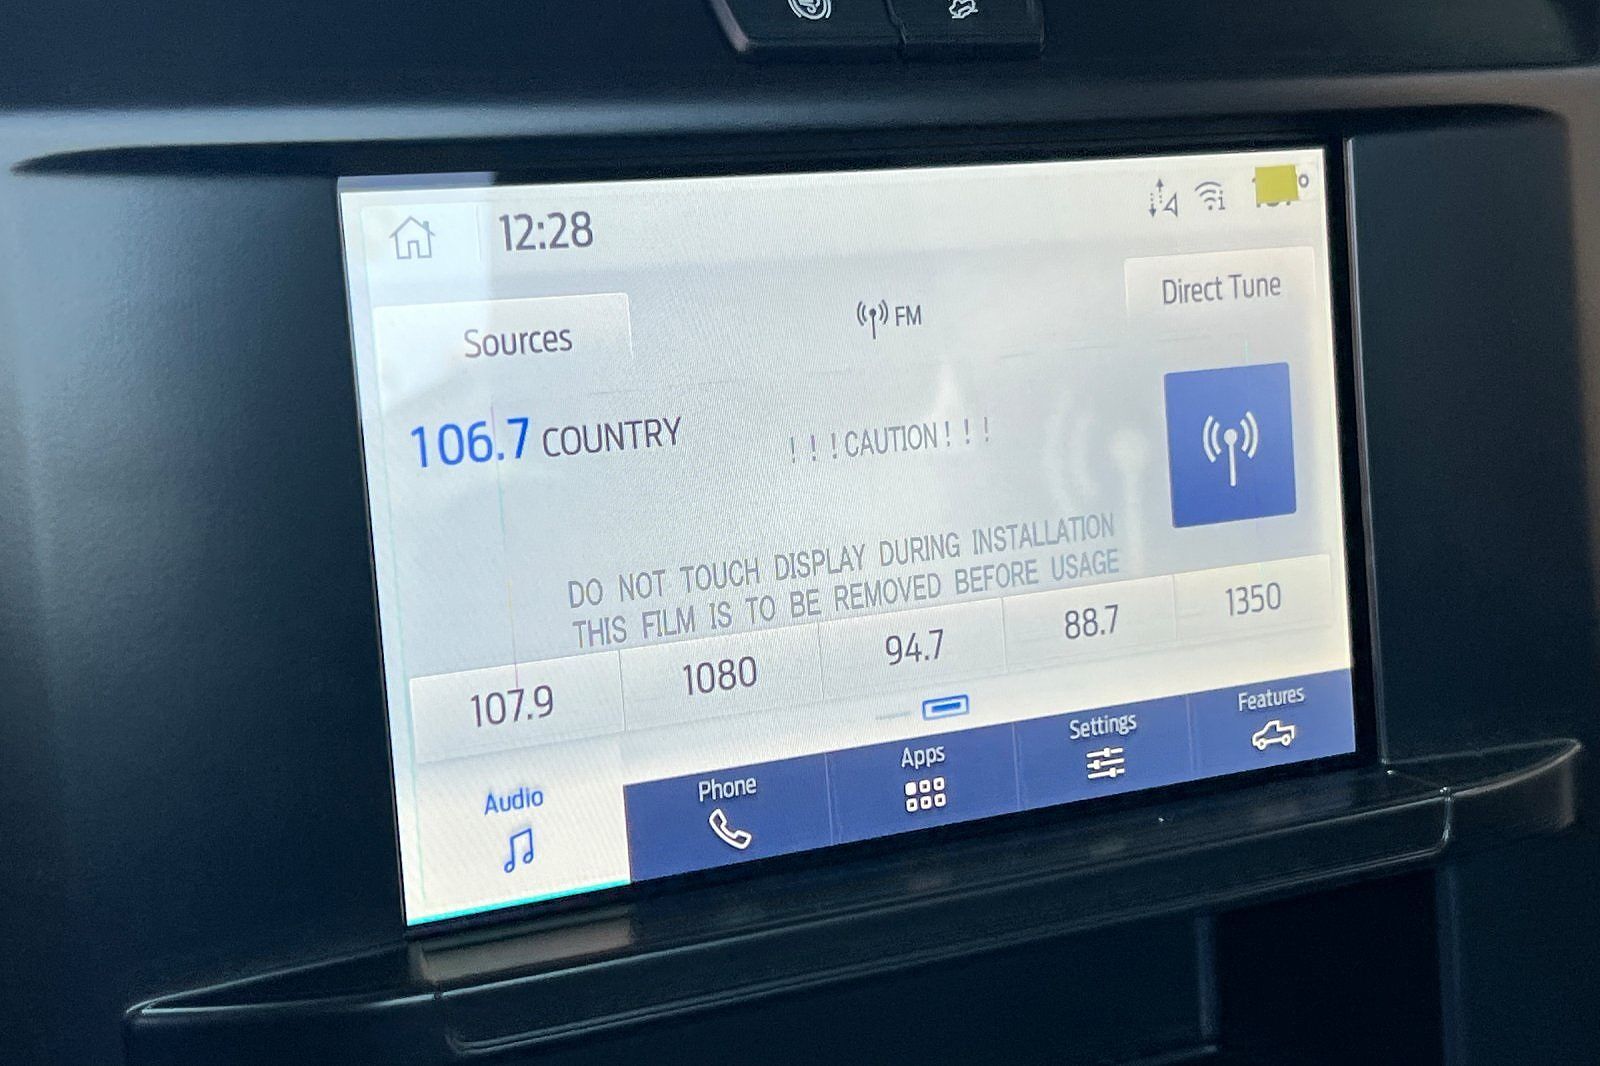 12:28
Sources
FM
Direct Tune
106.7 COUNTRY
!!!CAUTION!!!
DO NOT TOUCH DISPLAY DURING INSTALLATION
THIS FILM IS TO BE REMOVED BEFORE USAGE
107.9
1080
94.7
88.7
1350
Audio
Phone
Apps
Settings
Features